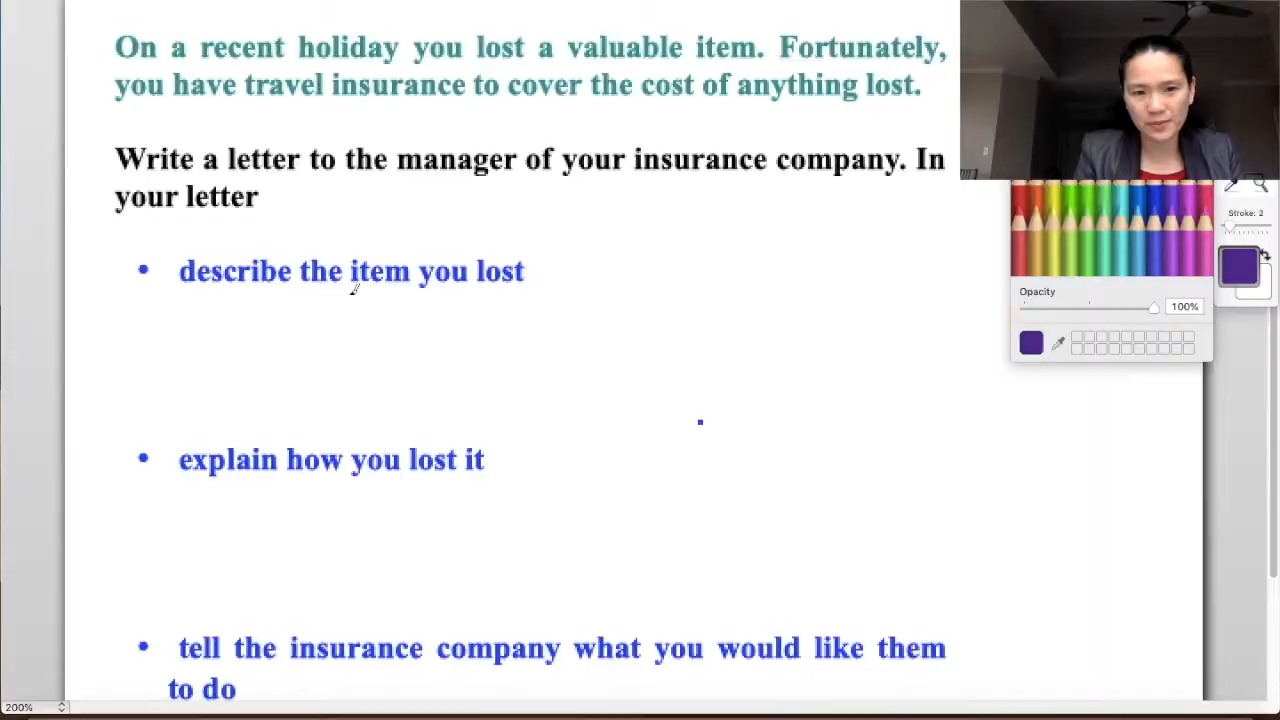 On a recent holiday you lost a valuable item. Fortunately,
you have travel insurance to cover the cost of anything lost.
Write a letter to the manager of your insurance company. In
your letter
• describe the item you lost
• explain how you lost it
• tell the insurance company what you would like them
to do
Stroke: 2
Opacity
100%
200%